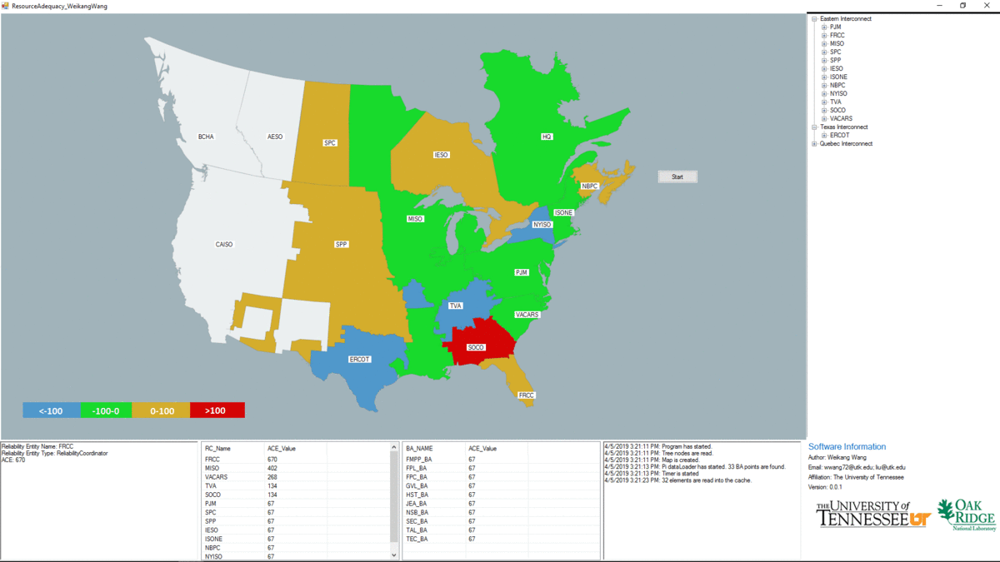 ResourceAdequacy_WeikangWang
BCHA
AESO
SPC
IESO
HQ
NBPC
ISONE
NYISO
MISO
CAISO
SPP
PJM
TVA
VACARS
SOCO
ERCOT
FRCC
<-100 -100-0 0-100 >100
Start
Eastern Interconnect
PJM
FRCC
MISO
SPC
SPP
IESO
ISONE
NBPC
NYISO
TVA
SOCO
VACARS
Texas Interconnect
ERCOT
Quebec Interconnect
Reliability Entity Name: FRCC
Reliability Entity Type: ReliabilityCoordinator
ACE: 670
RC_Name ACE_Value
FRCC 670
MISO 402
VACARS 268
TVA 134
SOCO 134
PJM 67
SPC 67
SPP 67
IESO 67
ISONE 67
NBPC 67
NYISO 67
BA_NAME ACE_Value
FMPP_BA 67
FPL_BA 67
FPC_BA 67
GVL_BA 67
HST_BA 67
JEA_BA 67
NSB_BA 67
SEC_BA 67
TAL_BA 67
TEC_BA 67
4/5/2019 3:21:11 PM: Program has started.
4/5/2019 3:21:11 PM: Tree nodes are read.
4/5/2019 3:21:11 PM: Map is created.
4/5/2019 3:21:13 PM: Pi dataLoader has started. 33 BA points are found.
4/5/2019 3:21:13 PM: Timer is started
4/5/2019 3:21:23 PM: 32 elements are read into the cache.
Software Information
Author: Weikang Wang
Email: wwang72@utk.edu; liu@utk.edu
Affiliation: The University of Tennessee
Version: 0.0.1
THE UNIVERSITY of
TENNESSEE UT
OAK
RIDGE
National Laboratory